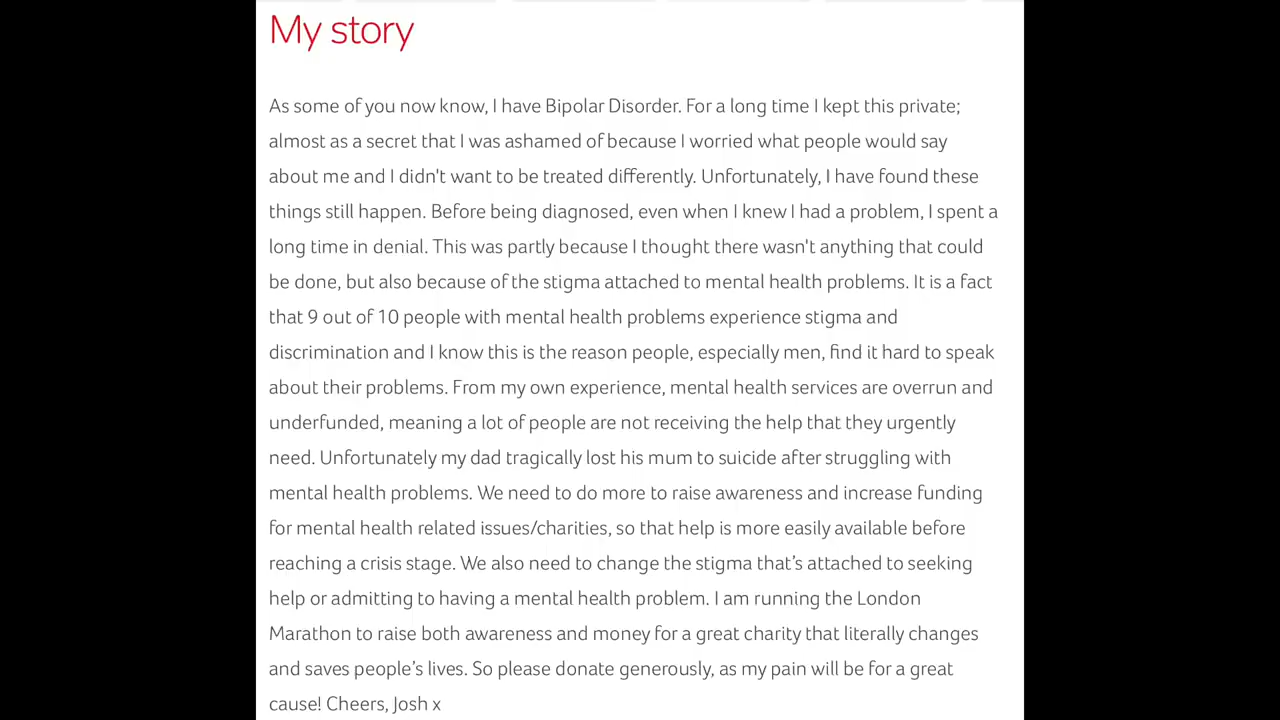 My story
As some of you now know, I have Bipolar Disorder. For a long time I kept this private;
almost as a secret that I was ashamed of because I worried what people would say
about me and I didn't want to be treated differently. Unfortunately, I have found these
things still happen. Before being diagnosed, even when I knew I had a problem, I spent a
long time in denial. This was partly because I thought there wasn't anything that could
be done, but also because of the stigma attached to mental health problems. It is a fact
that 9 out of 10 people with mental health problems experience stigma and
discrimination and I know this is the reason people, especially men, find it hard to speak
about their problems. From my own experience, mental health services are overrun and
underfunded, meaning a lot of people are not receiving the help that they urgently
need. Unfortunately my dad tragically lost his mum to suicide after struggling with
mental health problems. We need to do more to raise awareness and increase funding
for mental health related issues/charities, so that help is more easily available before
reaching a crisis stage. We also need to change the stigma that’s attached to seeking
help or admitting to having a mental health problem. I am running the London
Marathon to raise both awareness and money for a great charity that literally changes
and saves people’s lives. So please donate generously, as my pain will be for a great
cause! Cheers, Josh x